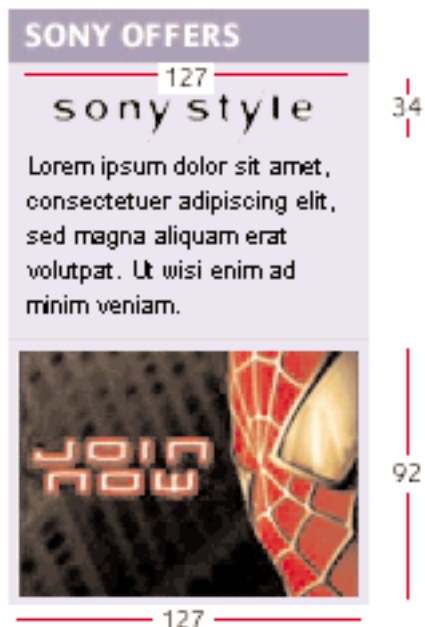 SONY OFFERS
127
sony style
34
Lorem ipsum dolor sit amet,
consectetuer adipiscing elit,
sed magna aliquam erat
volutpat. Ut wisi enim ad
minim veniam.
JOIN
NOW
92
127